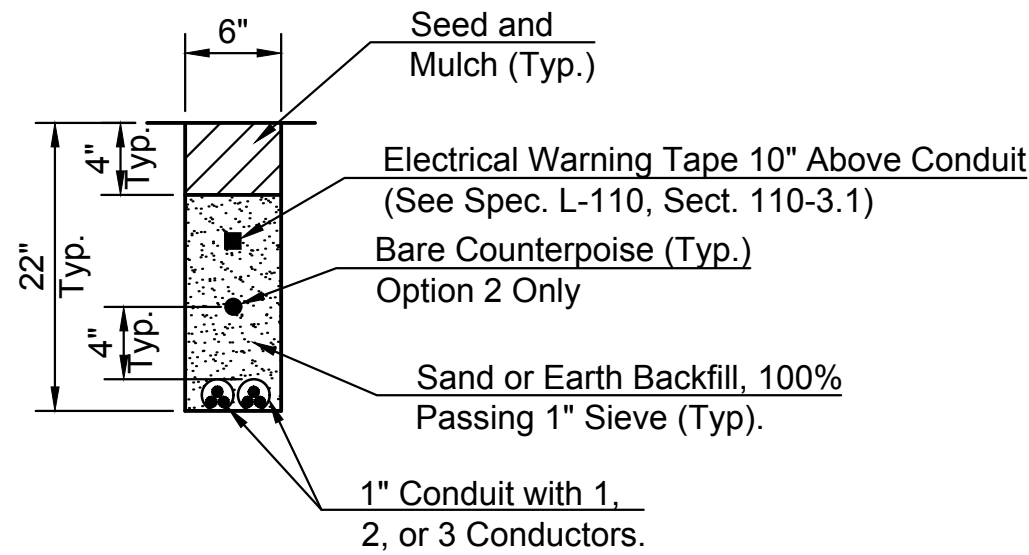 6"
Seed and
Mulch (Typ.)
4"
Typ.
Electrical Warning Tape 10" Above Conduit
(See Spec. L-110, Sect. 110-3.1)
22"
Typ.
Bare Counterpoise (Typ.)
Option 2 Only
4"
Typ.
Sand or Earth Backfill, 100%
Passing 1" Sieve (Typ).
1" Conduit with 1,
2, or 3 Conductors.